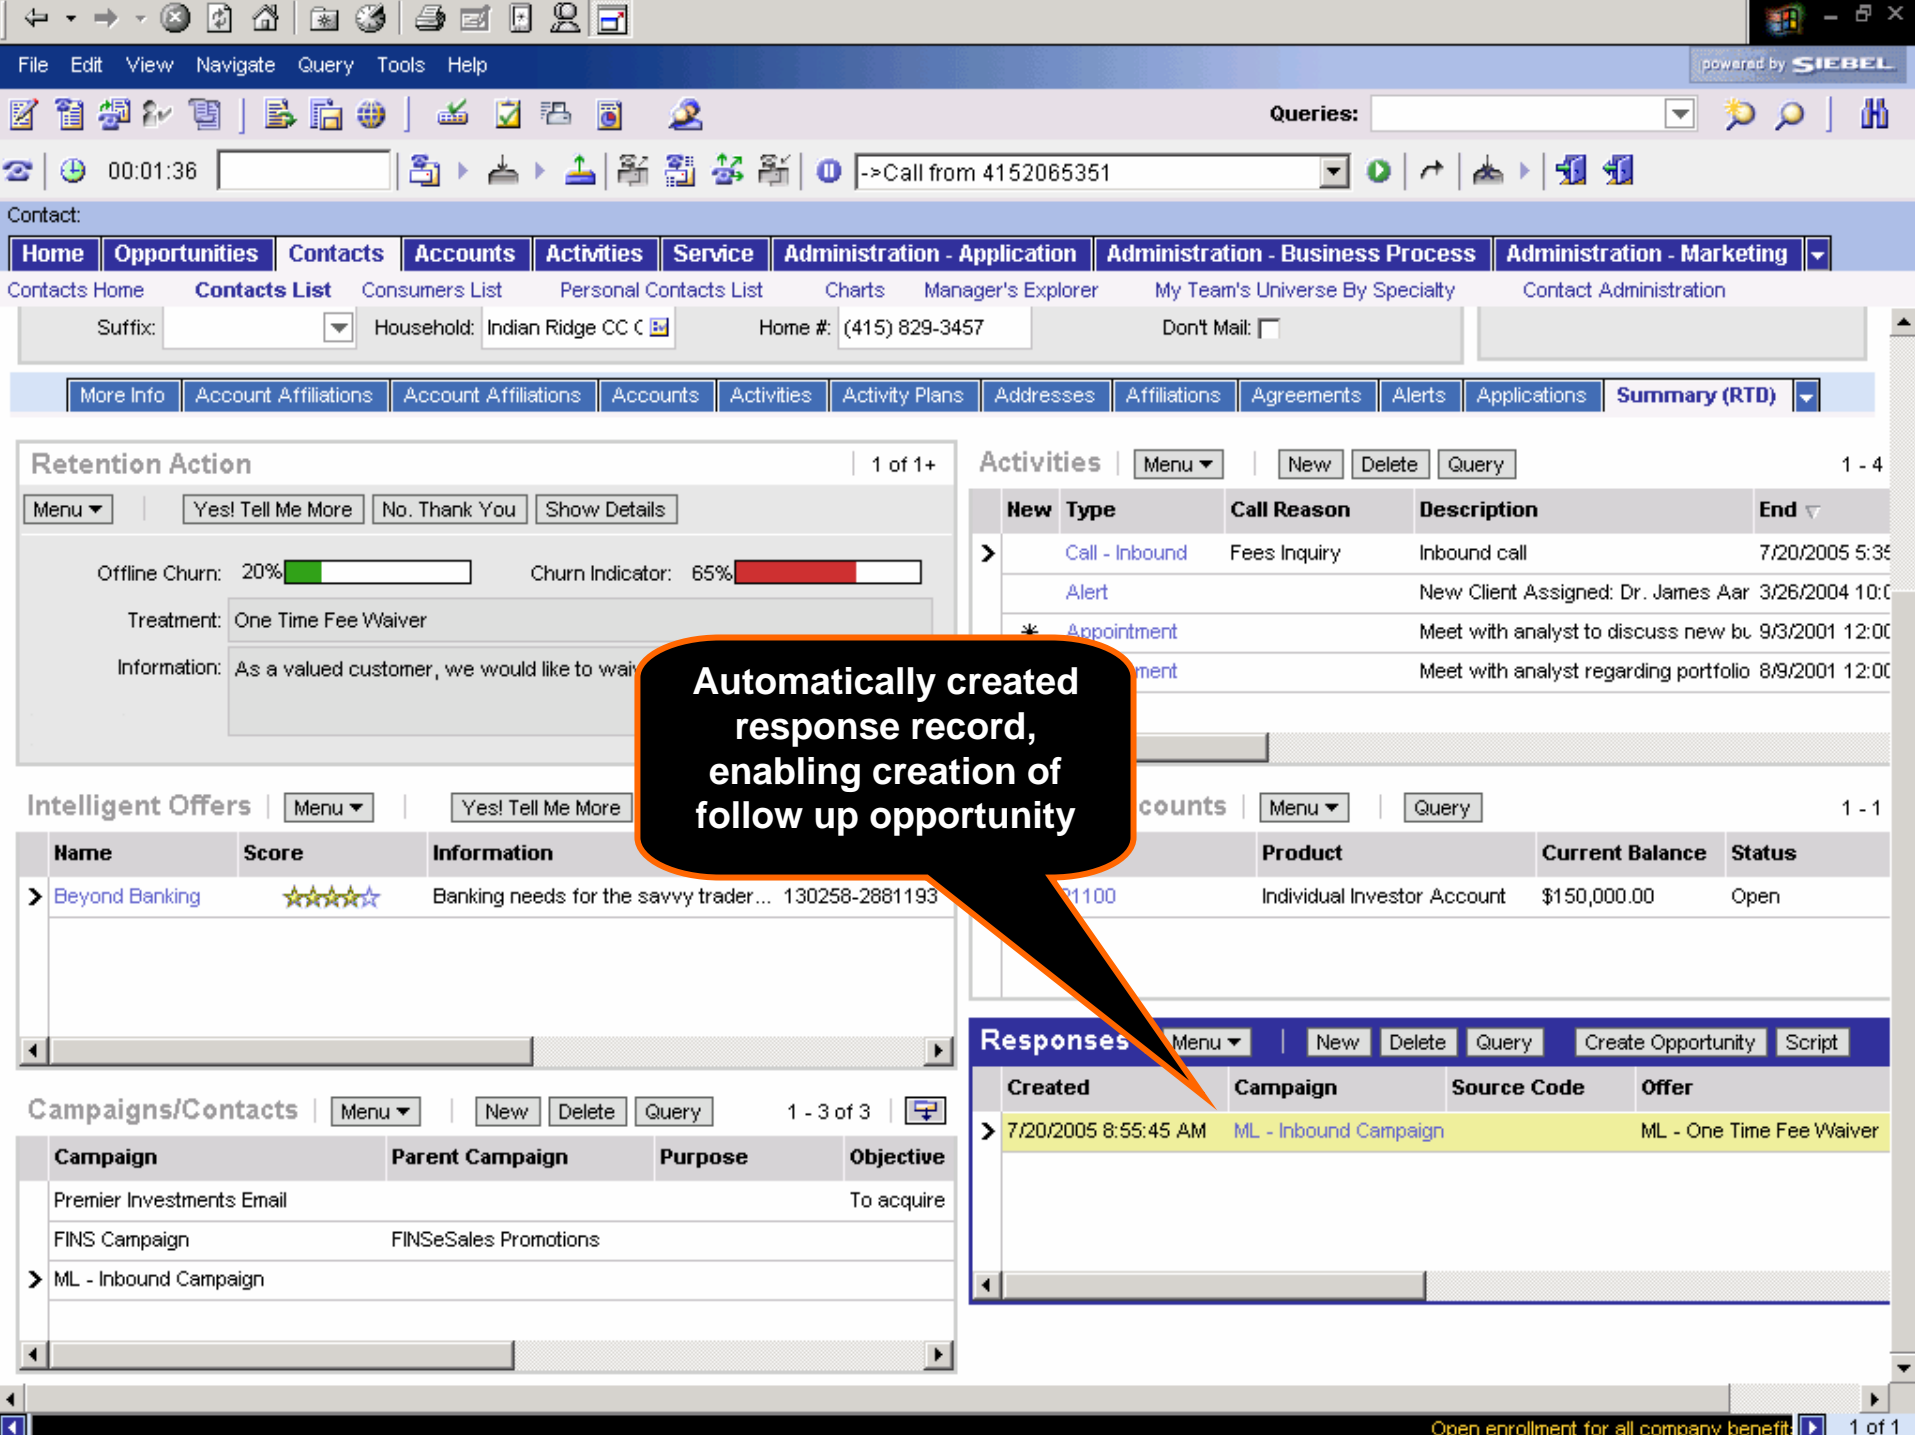 File Edit View Navigate Query Tools Help
powered by SIEBEL
Queries:
00:01:36
->Call from 4152065351
Contact:
Home Opportunities Contacts Accounts Activities Service Administration - Application Administration - Business Process Administration - Marketing
Contacts Home Contacts List Consumers List Personal Contacts List Charts Manager's Explorer My Team's Universe By Specialty Contact Administration
Suffix: Household: Indian Ridge CC Home #: (415) 829-3457 Don't Mail:
More Info Account Affiliations Account Affiliations Accounts Activities Activity Plans Addresses Affiliations Agreements Alerts Applications Summary (RTD)
Retention Action 1 of 1+
Menu Yes! Tell Me More No. Thank You Show Details
Offline Churn: 20% Churn Indicator: 65%
Treatment: One Time Fee Waiver
Information: As a valued customer, we would like to
Activities Menu New Delete Query 1 - 4
New Type Call Reason Description End
Call - Inbound Fees Inquiry Inbound call 7/20/2005 5:35
Alert New Client Assigned: Dr. James Aar 3/26/2004 10:0
Appointment Meet with analyst to discuss new 9/3/2001 12:00
ment Meet with analyst regarding portfolio 8/9/2001 12:00
Automatically created
response record,
enabling creation of
follow up opportunity
Intelligent Offers Menu Yes! Tell Me More
Name Score Information
Beyond Banking Banking needs for the savvy trader... 130258-2881193
counts Menu Query 1 - 1
Product Current Balance Status
1100 Individual Investor Account $150,000.00 Open
Responses Menu New Delete Query Create Opportunity Script
Created Campaign Source Code Offer
7/20/2005 8:55:45 AM ML - Inbound Campaign ML - One Time Fee Waiver
Campaigns/Contacts Menu New Delete Query 1 - 3 of 3
Campaign Parent Campaign Purpose Objective
Premier Investments Email To acquire
FINS Campaign FINSeSales Promotions
ML - Inbound Campaign
Open enrollment for all company benefit 1 of 1